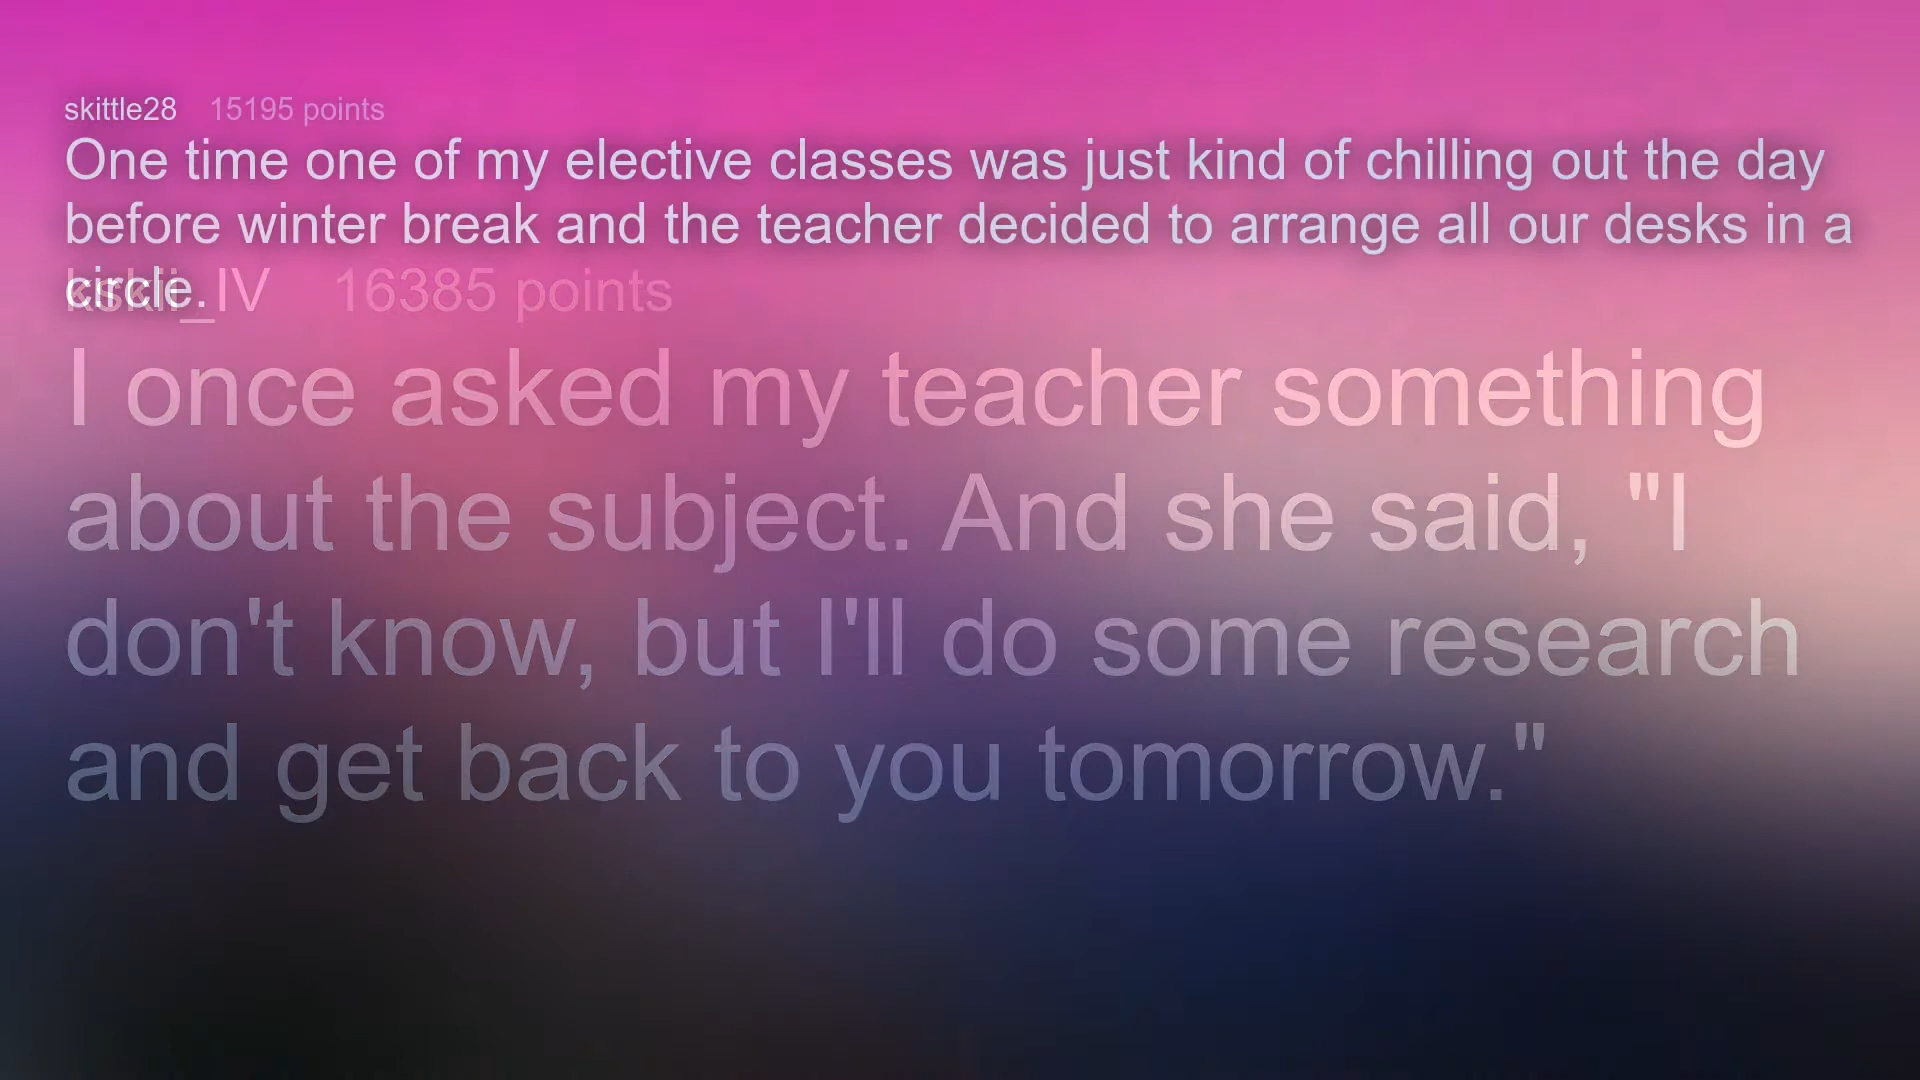 skittle28 15195 points
One time one of my elective classes was just kind of chilling out the day
before winter break and the teacher decided to arrange all our desks in a
circle.
16385 points
I once asked my teacher something
about the subject. And she said, "I
don't know, but I'll do some research
and get back to you tomorrow."